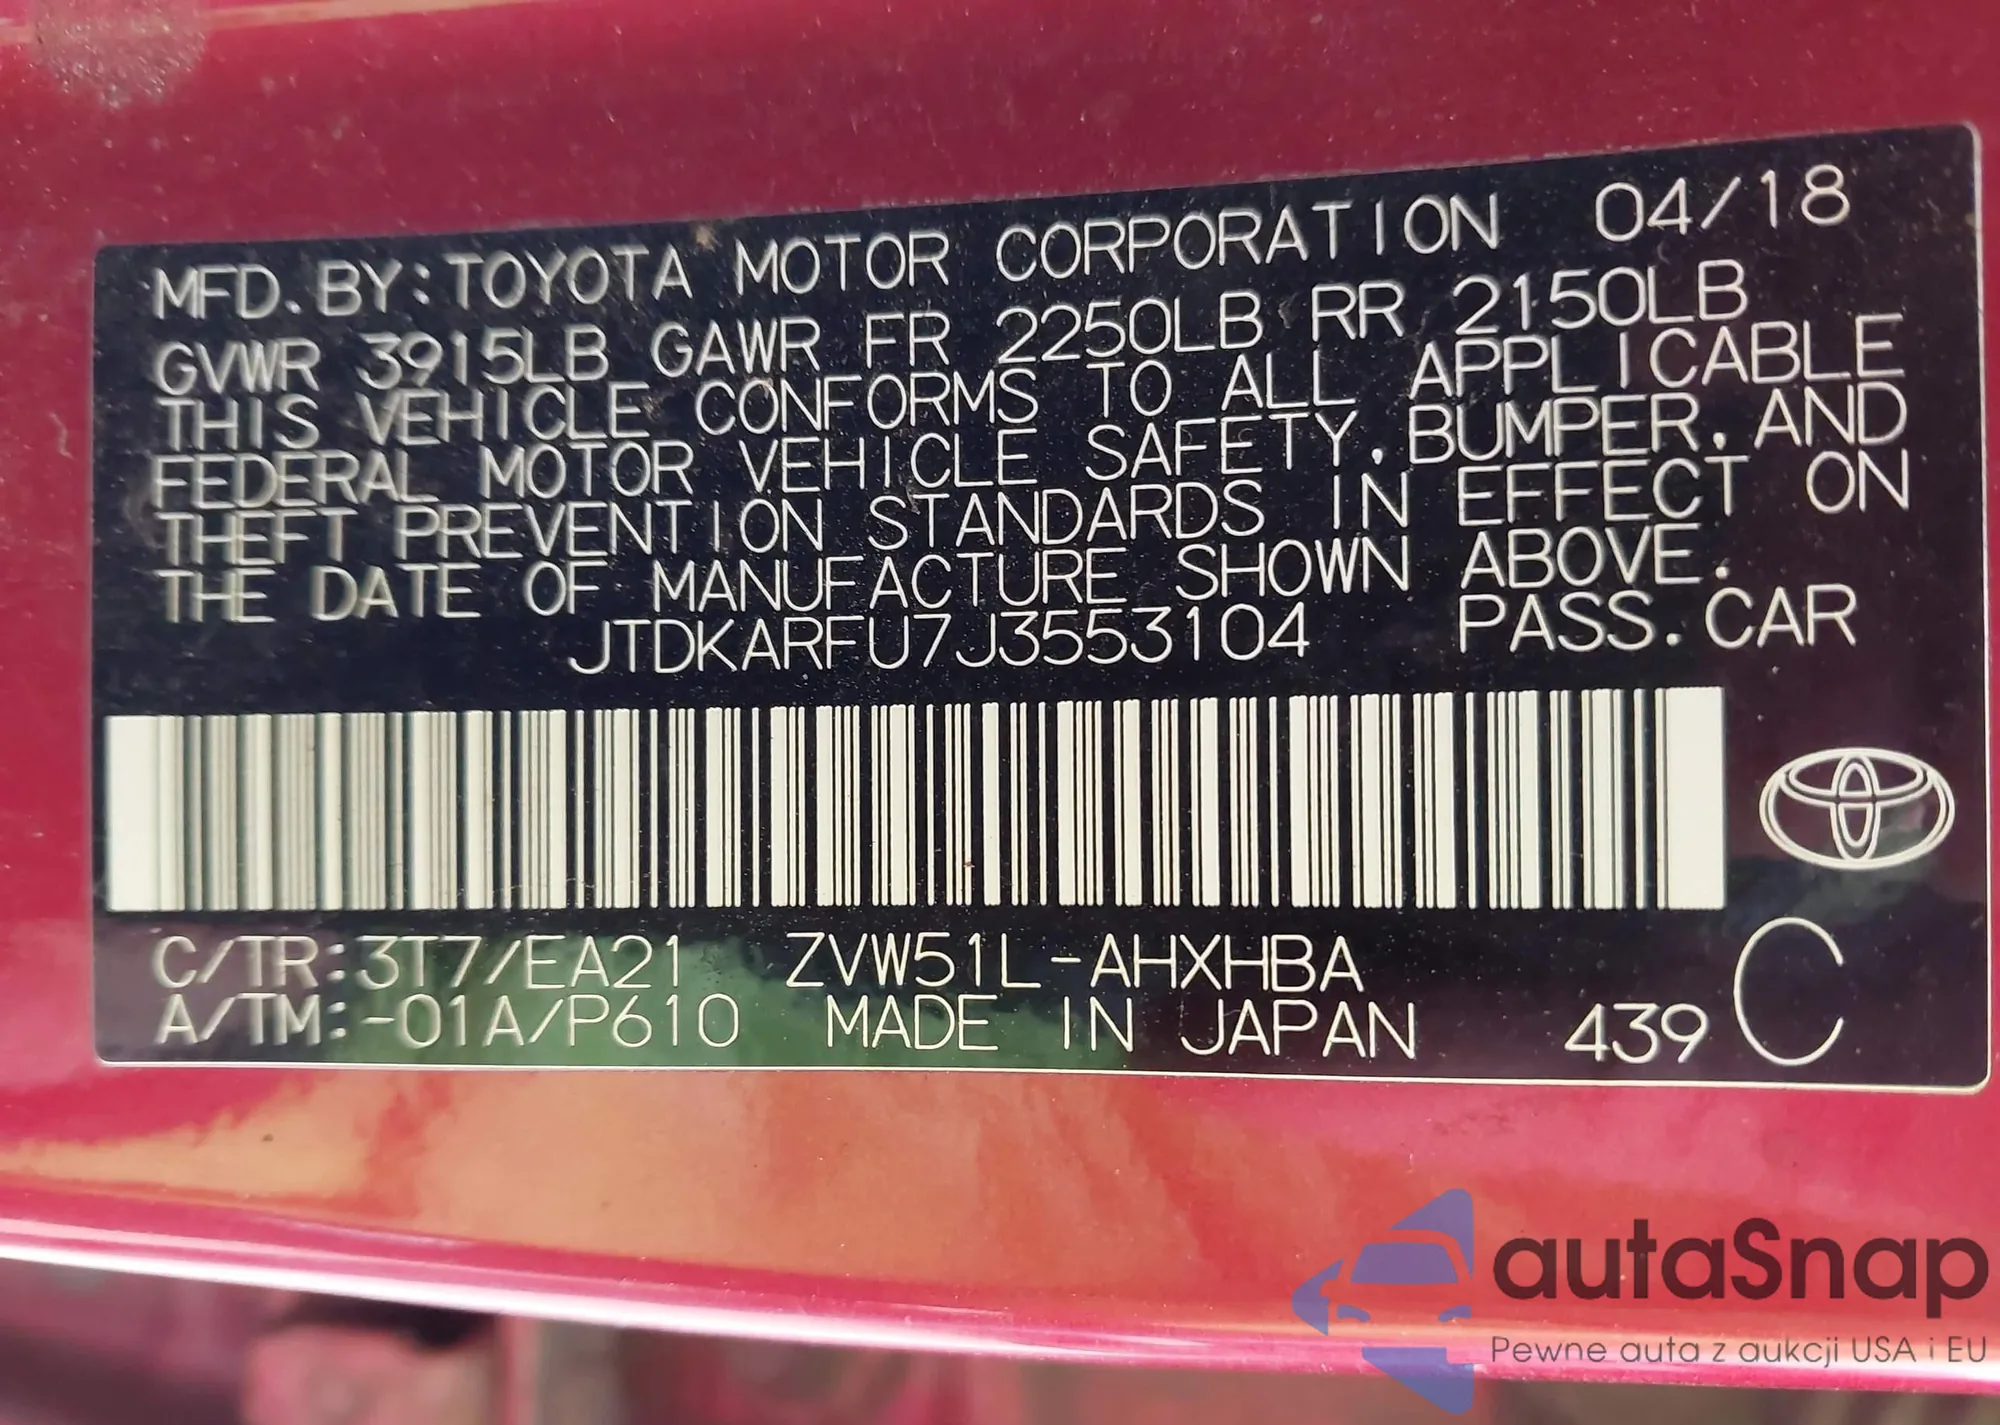 MFD. BY: TOYOTA MOTOR CORPORATION 04/18
GVWR 3915LB GAWR FR 2250LB RR 2150LB
THIS VEHICLE CONFORMS TO ALL APPLICABLE
FEDERAL MOTOR VEHICLE SAFETY, BUMPER, AND
THEFT PREVENTION STANDARDS IN EFFECT ON
THE DATE OF MANUFACTURE SHOWN ABOVE.
JTDKARFU7J3553104 PASS. CAR
C/TR: 3T7/EA21 ZVW51L-AHXHBA
A/TM: -01A/P610 MADE IN JAPAN 439 C
autaSnap
Pewne auta z aukcji USA i EU